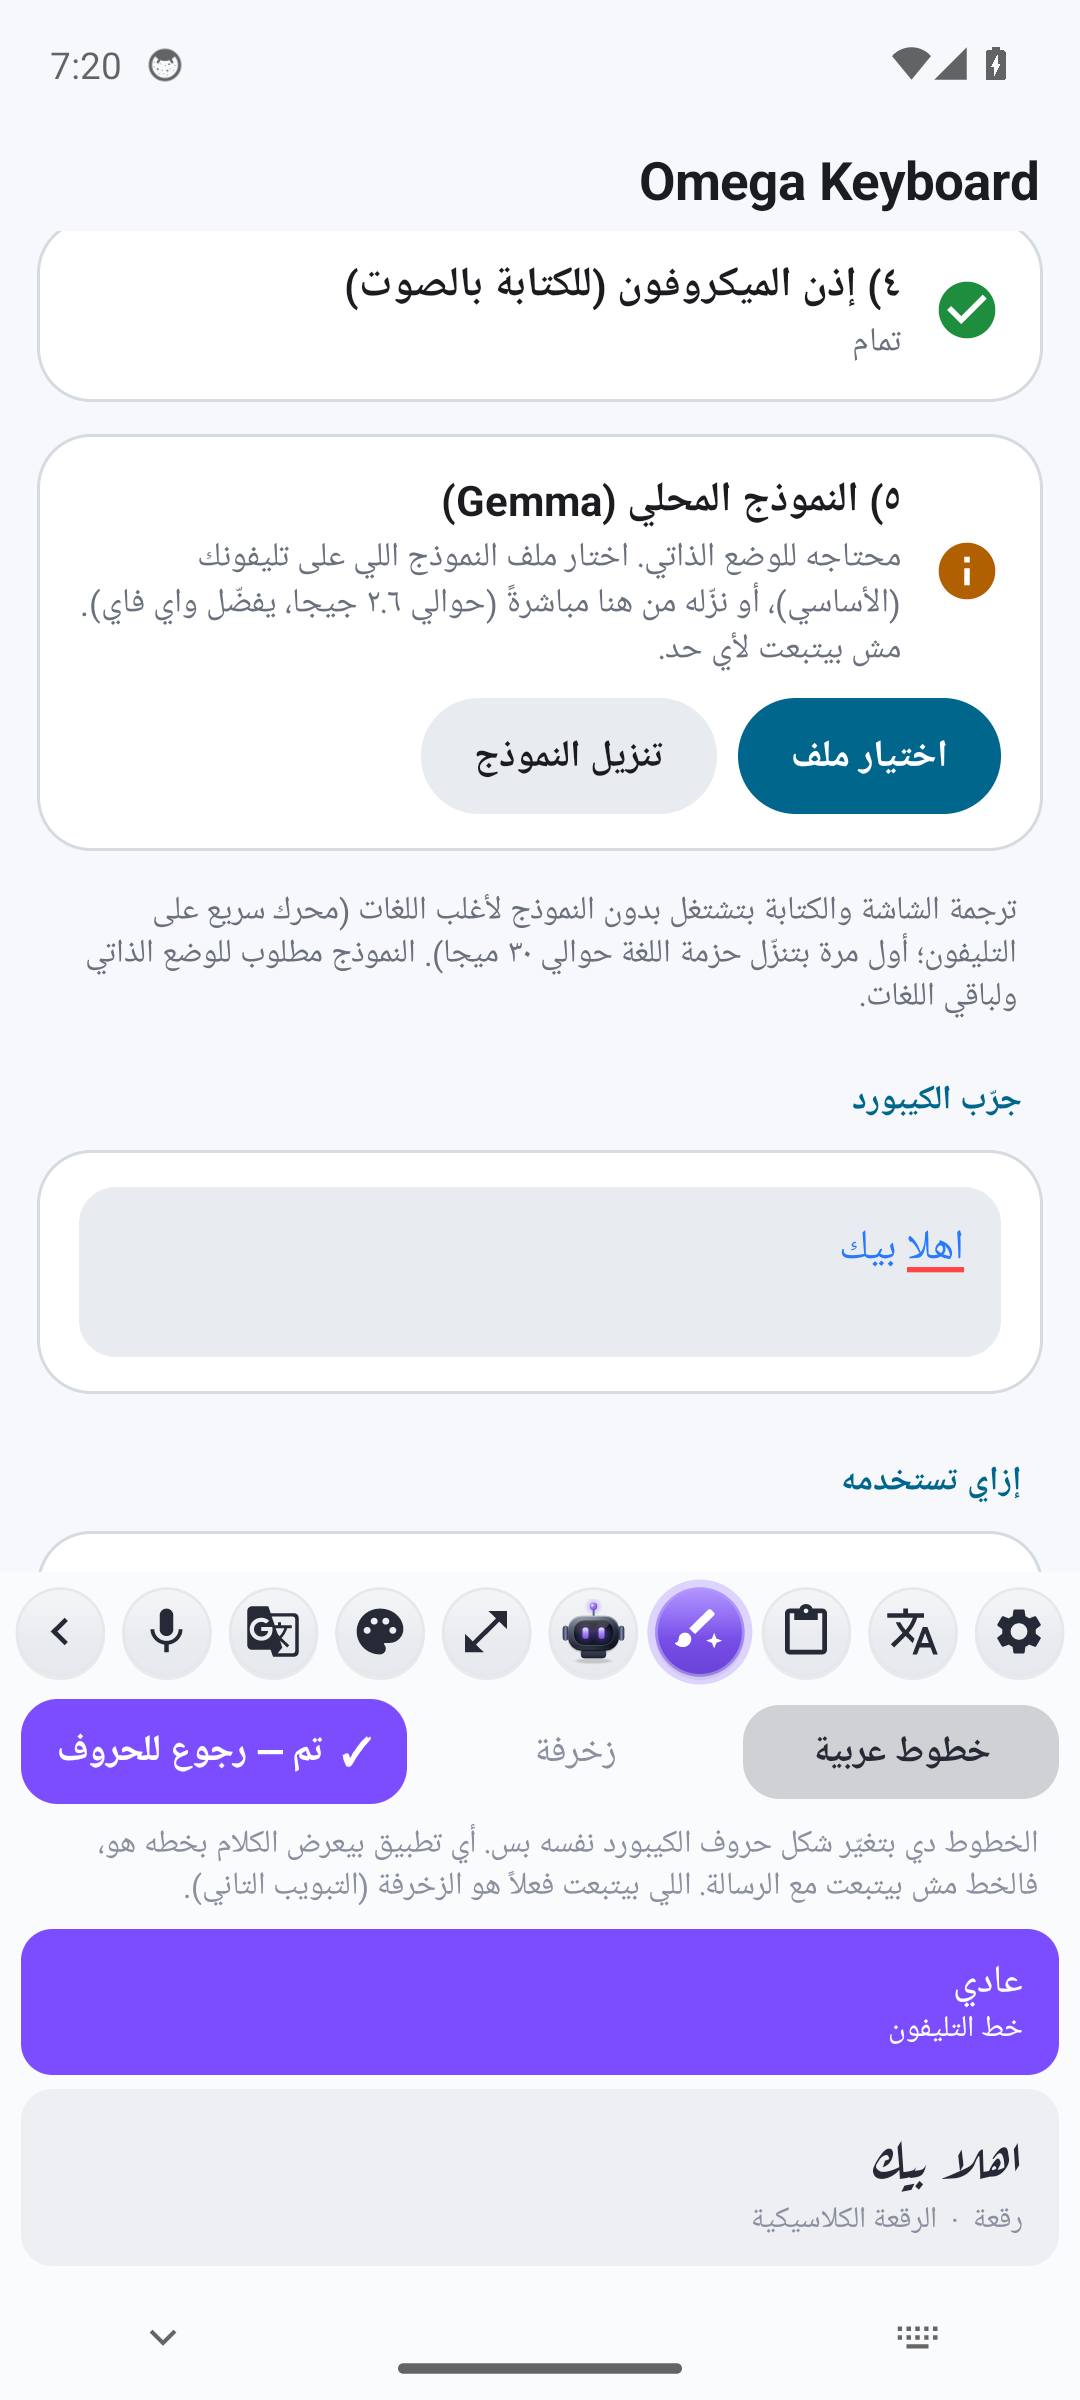 7:20
Omega Keyboard
٤) إذن الميكروفون (للكتابة بالصوت)
تمام
٥) النموذج المحلي (Gemma)
محتاجه للوضع الذاتي. اختار ملف النموذج اللي على تليفونك
(الأساسي)، أو نزّله من هنا مباشرةً (حوالي ٢.٦ جيجا، يفضّل واي فاي).
مش بيتبعت لأي حد.
اختيار ملف
تنزيل النموذج
ترجمة الشاشة والكتابة بتشتغل بدون النموذج لأغلب اللغات (محرك سريع على
التليفون؛ أول مرة بتنزّل حزمة اللغة حوالي ٣٠ ميجا). النموذج مطلوب للوضع الذاتي
ولباقي اللغات.
جرّب الكيبورد
اهلا بيك
إزاي تستخدمه
خطوط عربية
زخرفة
✓ تم – رجوع للحروف
الخطوط دي بتغيّر شكل حروف الكيبورد نفسه بس. أي تطبيق بيعرض الكلام بخطه هو،
فالخط مش بيتبعت مع الرسالة. اللي بيتبعت فعلاً هو الزخرفة (التبويب التاني).
عادي
خط التليفون
اهلا بيك
رقعة · الرقعة الكلاسيكية